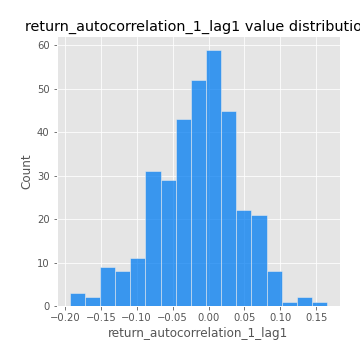 return_autocorrelation_1_lag1 value distributio
60
50
40
30
20
10
0
Count
−0.20 −0.15 −0.10 −0.05 0.00 0.05 0.10 0.15
return_autocorrelation_1_lag1